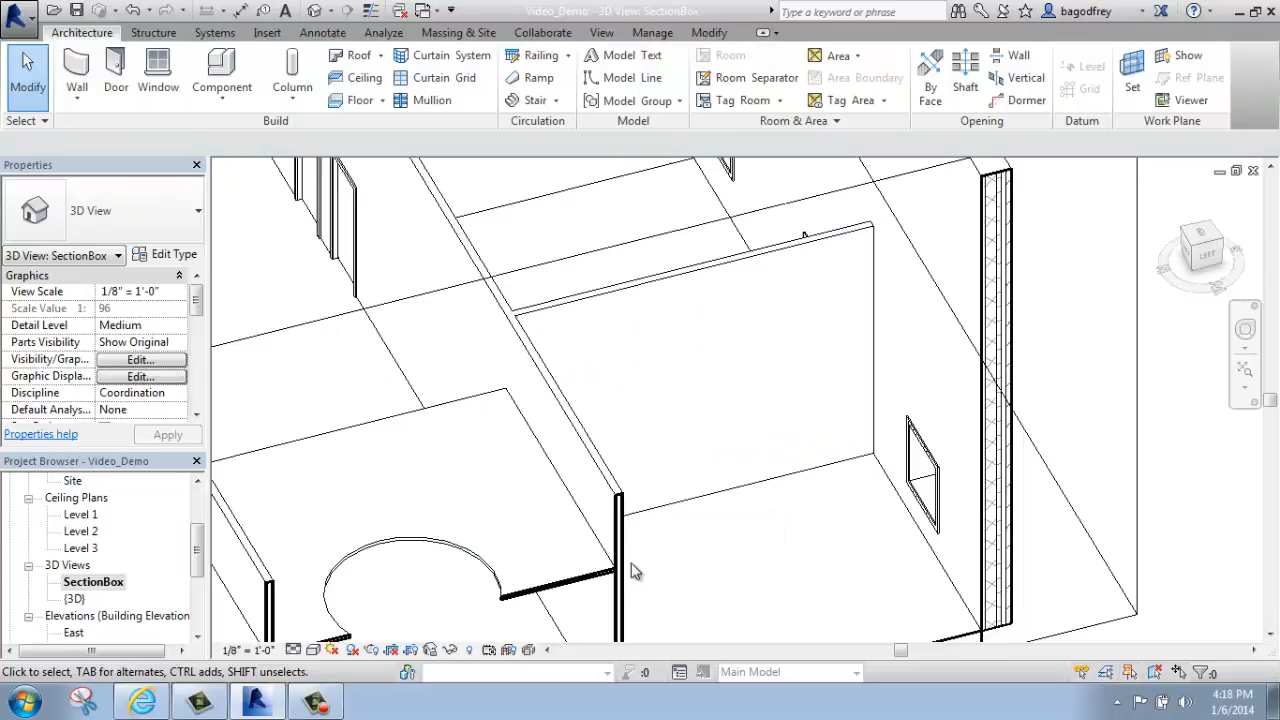 Video_Demo - 3D View: SectionBox
Type a keyword or phrase
bagodfrey
Architecture Structure Systems Insert Annotate Analyze Massing & Site Collaborate View Manage Modify
Modify
Wall
Door
Window
Component
Column
Roof
Ceiling
Floor
Curtain System
Curtain Grid
Mullion
Railing
Ramp
Stair
Model Text
Model Line
Model Group
Room
Room Separator
Tag Room
Area
Area Boundary
Tag Area
By Face
Shaft
Wall
Vertical
Dormer
Level
Grid
Set
Show
Ref Plane
Viewer
Select Build Circulation Model Room & Area Opening Datum Work Plane
Properties
3D View
3D View: SectionBox Edit Type
Graphics
View Scale 1/8" = 1'-0"
Scale Value 1: 96
Detail Level Medium
Parts Visibility Show Original
Visibility/Grap... Edit...
Graphic Displa... Edit...
Discipline Coordination
Default Analys... None
Properties help Apply
Project Browser - Video_Demo
Site
Ceiling Plans
Level 1
Level 2
Level 3
3D Views
SectionBox
{3D}
Elevations (Building Elevation
East
LEFT
1/8" = 1'-0"
Click to select, TAB for alternates, CTRL adds, SHIFT unselects.
:0
Main Model
:0
4:18 PM
1/6/2014